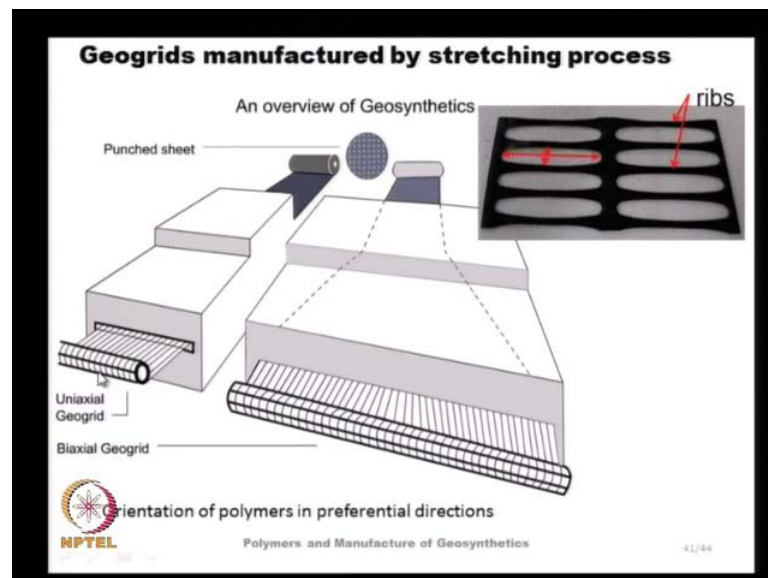 Geogrids manufactured by stretching process
An overview of Geosynthetics
ribs
Punched sheet
Uniaxial
Geogrid
Biaxial Geogrid
Orientation of polymers in preferential directions
NPTEL
Polymers and Manufacture of Geosynthetics
41/44